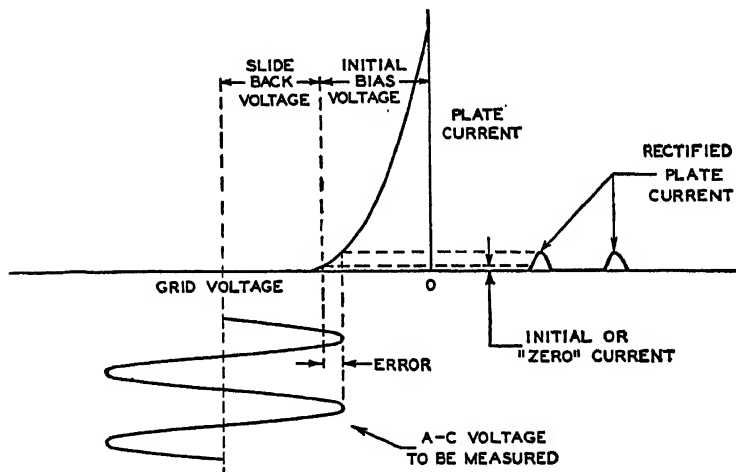 SLIDE
BACK
VOLTAGE
INITIAL
BIAS
VOLTAGE
PLATE
CURRENT
RECTIFIED
PLATE
CURRENT
GRID VOLTAGE
0
INITIAL OR
"ZERO" CURRENT
ERROR
A-C VOLTAGE
TO BE MEASURED